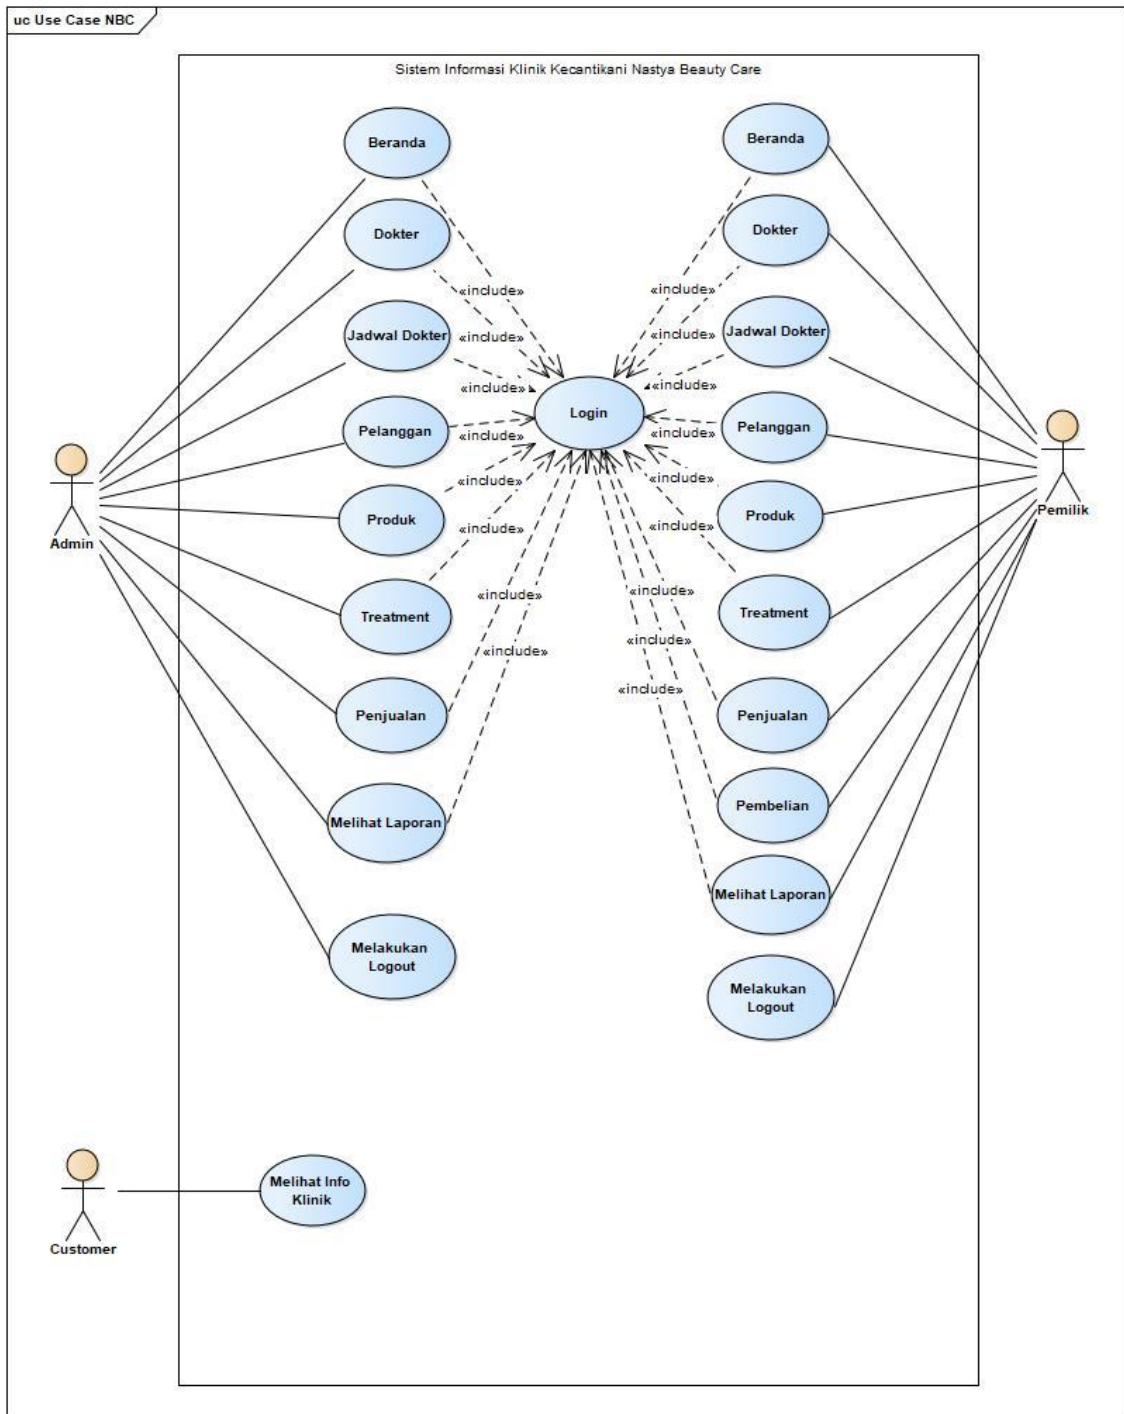 uc Use Case NBC
Sistem Informasi Klinik Kecantikani Nastya Beauty Care
Beranda
Beranda
Dokter
Dokter
«include»
«include»
Jadwal Dokter
Jadwal Dokter
«include»
«include»
«include»
«include»
Login
Pelanggan
Pelanggan
«include»
«include»
«include»
«include»
Produk
Produk
«include»
«include»
Admin
Pemilik
«include»
Treatment
Treatment
«include»
«include»
«include»
«include»
Penjualan
Penjualan
Pembelian
Melihat Laporan
Melihat Laporan
Melakukan
Logout
Melakukan
Logout
Melihat Info
Klinik
Customer